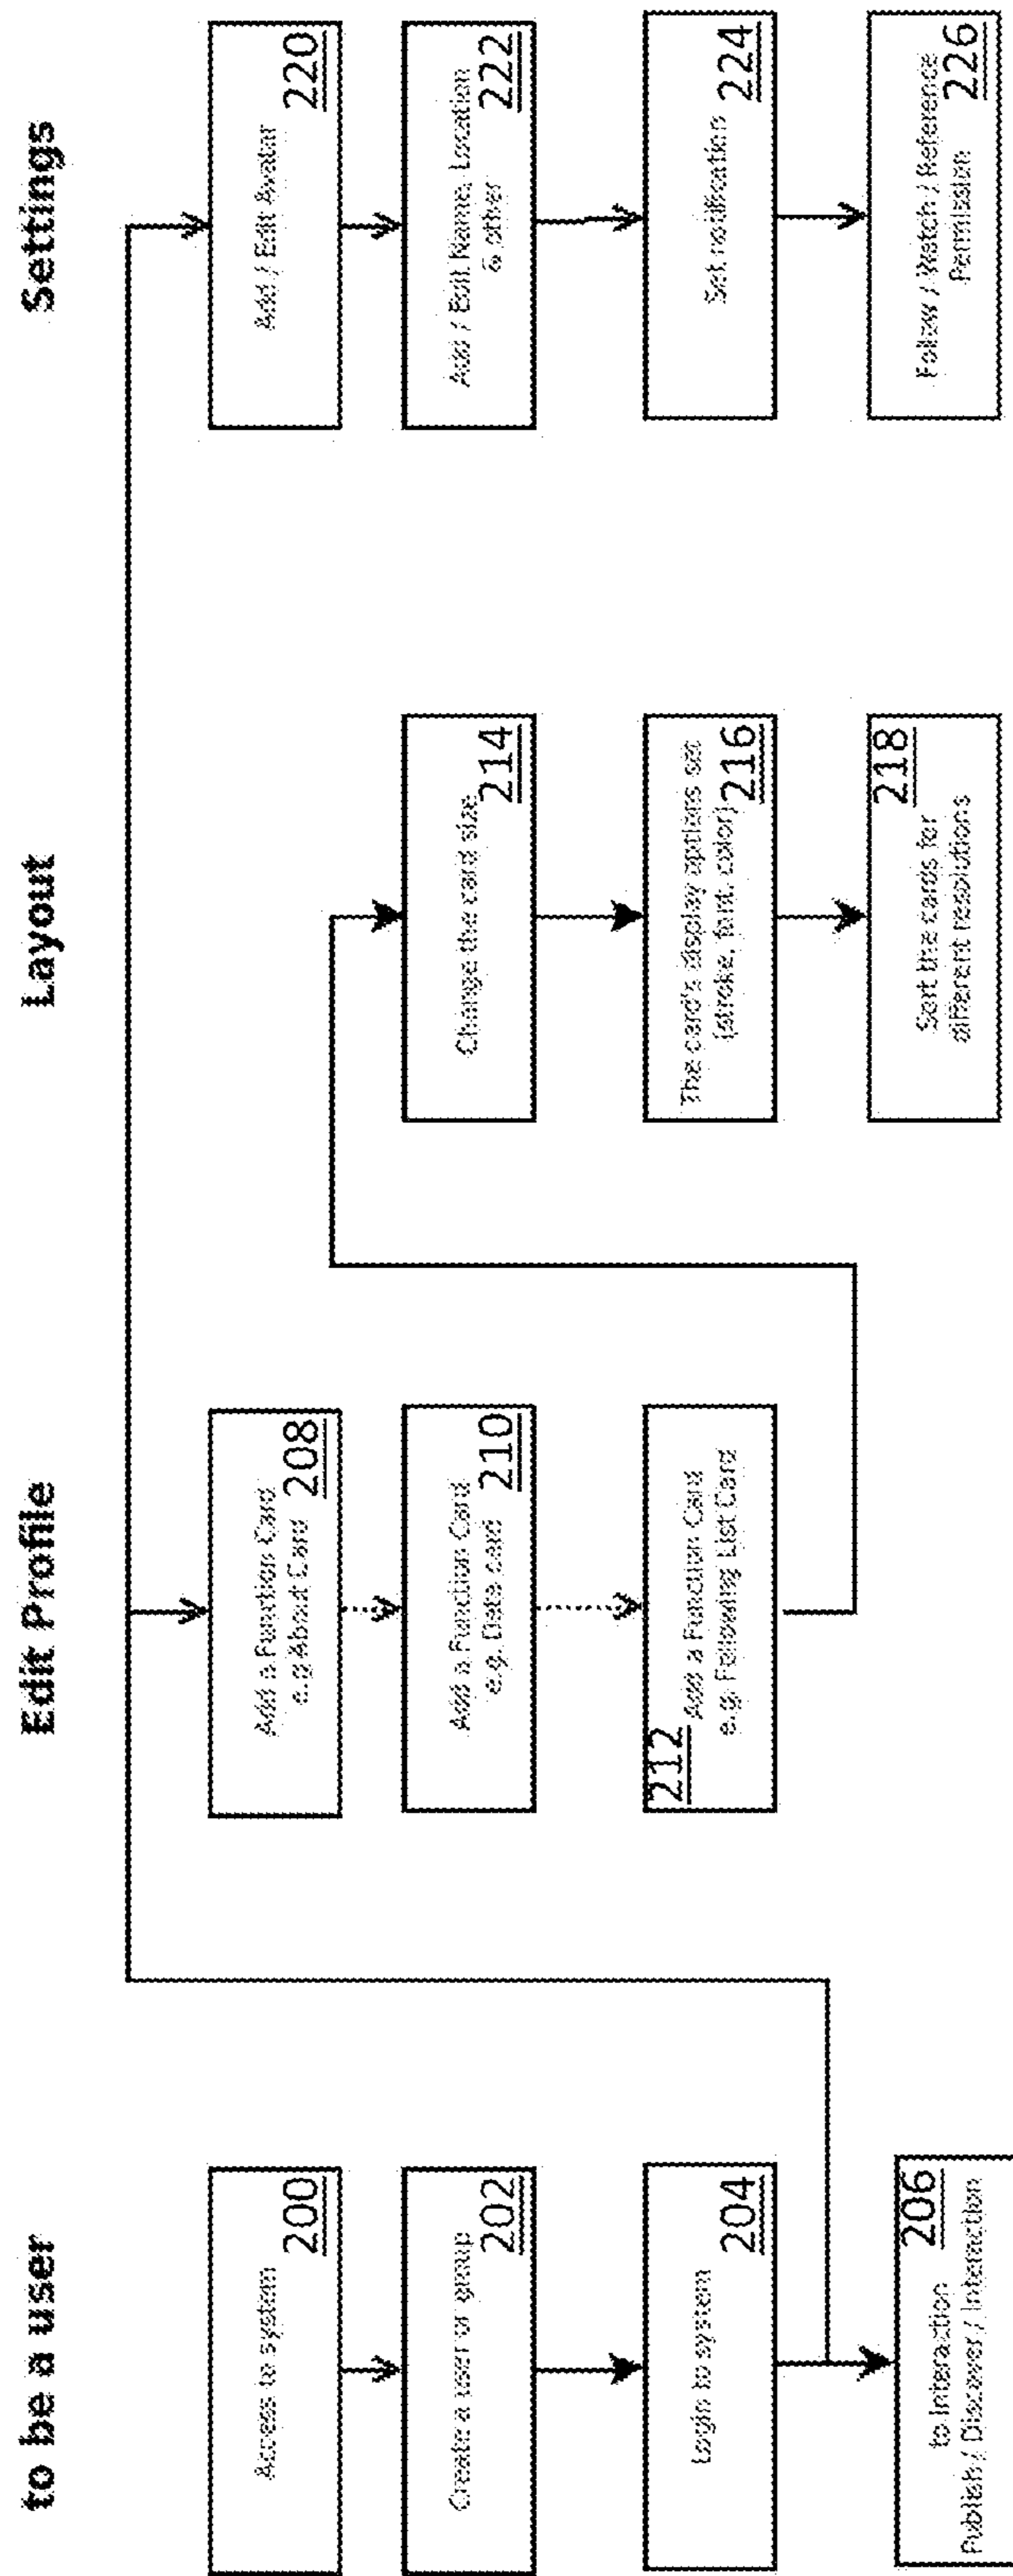 to be a user
Access to system
200
Create a user or group
202
Login to system
204
206
to Interaction
Publish / Discover / Interaction
Edit Profile
Add a Function Card
e.g About Card
208
Add a Function Card
e.g. Date card
210
212
Add a Function Card
e.g. Following List Card
Layout
Change the card size
214
The card's display options set
(stroke, font, color)
216
218
Sort the cards for
different resolutions
Settings
Add / Edit Avatar
220
Add / Edit Name, Location
& other
222
Set notification
224
Follow / Watch / Reference
Permission
226